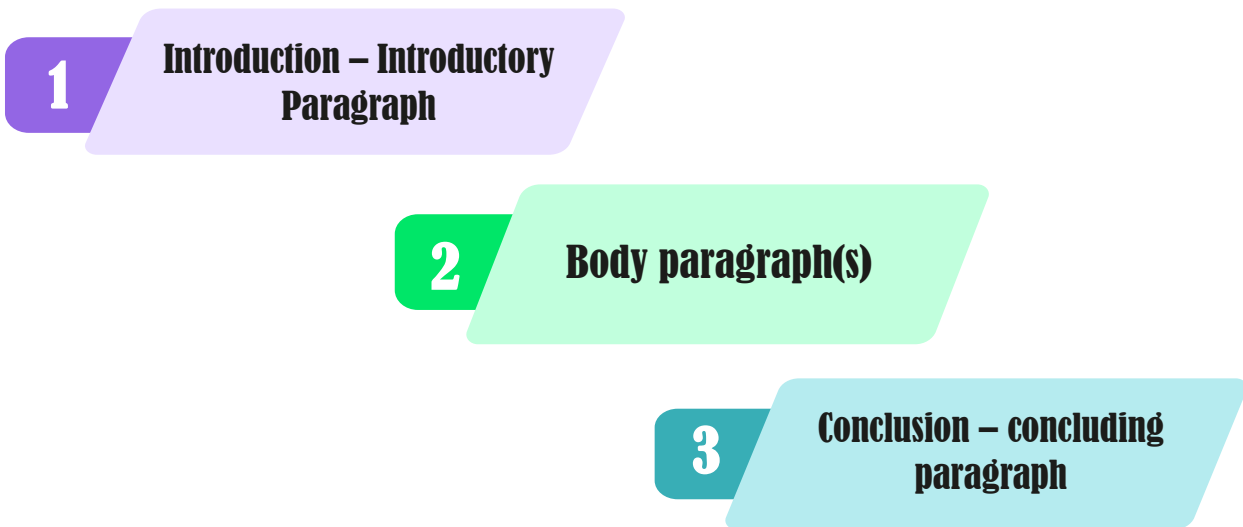 1
Introduction – Introductory
Paragraph
2
Body paragraph(s)
3
Conclusion – concluding
paragraph